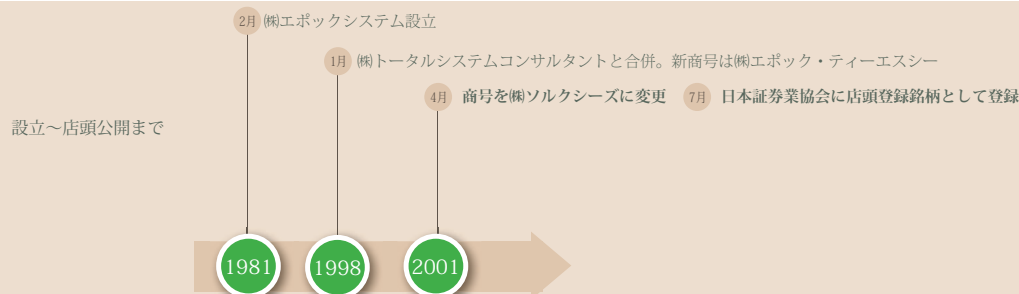 2月 ㈱エポックシステム設立
1月 ㈱トータルシステムコンサルタントと合併。新商号は㈱エポック・ティーエスシー
4月 商号を㈱ソルクシーズに変更 7月 日本証券業協会に店頭登録銘柄として登録
設立～店頭公開まで
1981 1998 2001